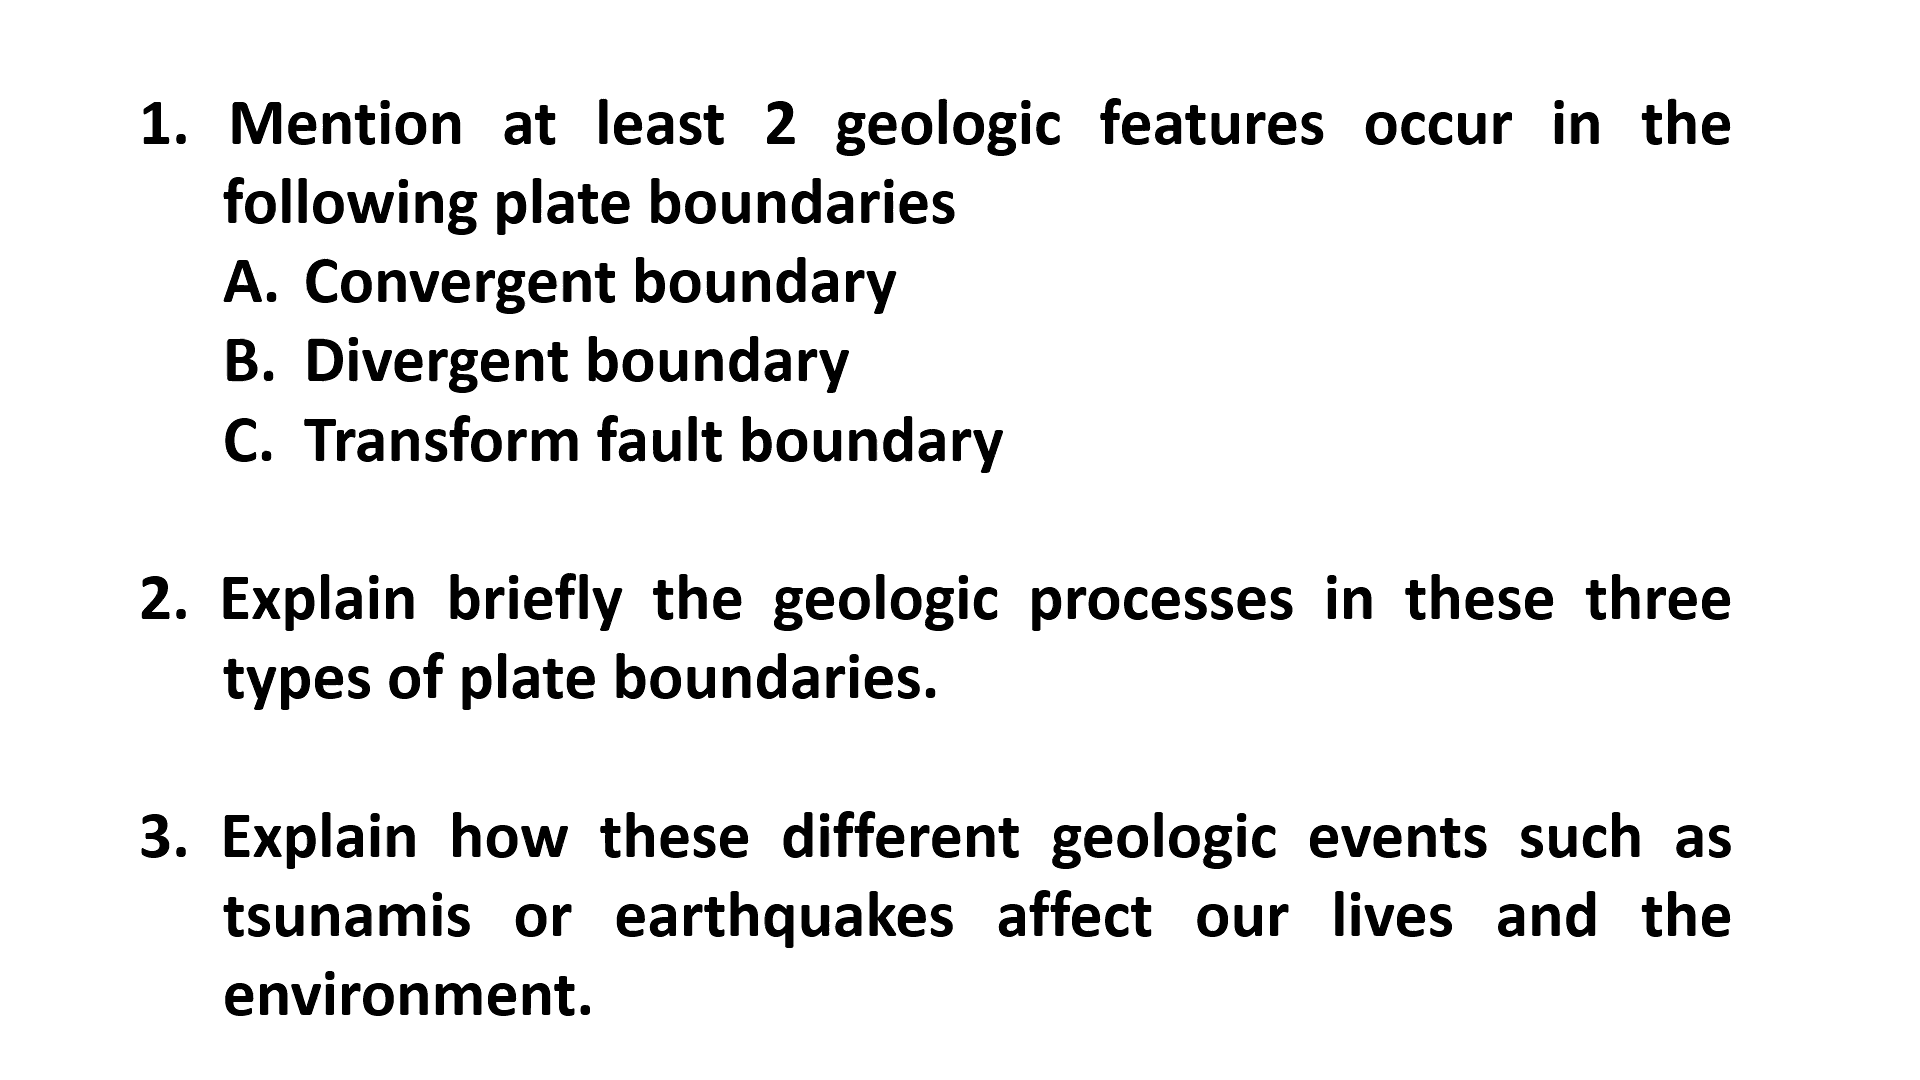 1. Mention at least 2 geologic features occur in the
following plate boundaries
A. Convergent boundary
B. Divergent boundary
C. Transform fault boundary
2. Explain briefly the geologic processes in these three
types of plate boundaries.
3. Explain how these different geologic events such as
tsunamis or earthquakes affect our lives and the
environment.